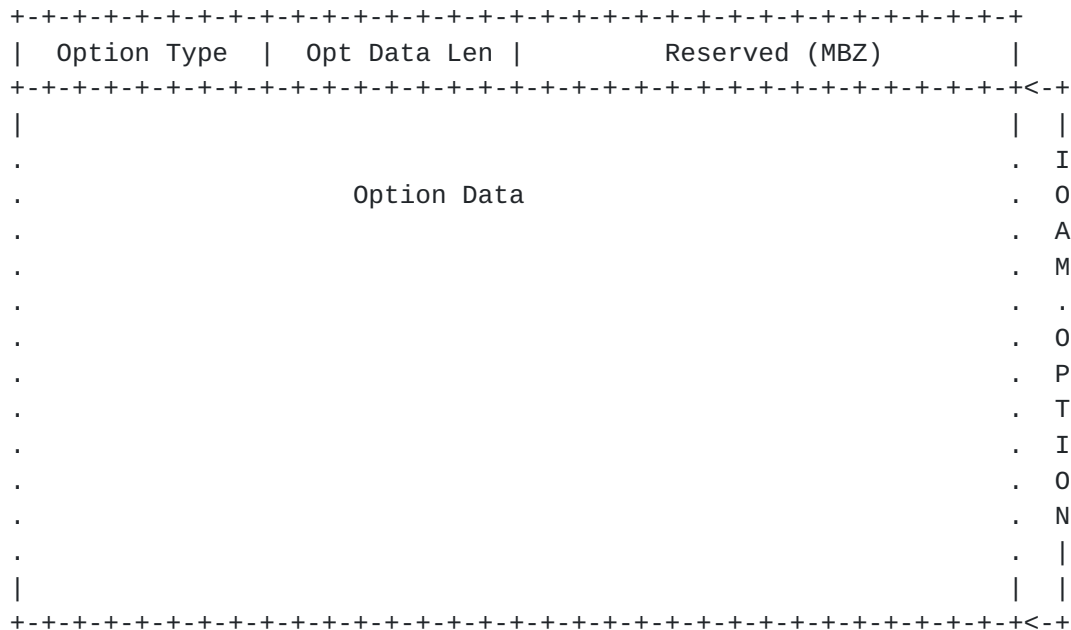 +-+-+-+-+-+-+-+-+-+-+-+-+-+-+-+-+-+-+-+-+-+-+-+-+-+-+-+-+-+-+-+-+
|  Option Type  |  Opt Data Len |         Reserved (MBZ)        |
+-+-+-+-+-+-+-+-+-+-+-+-+-+-+-+-+-+-+-+-+-+-+-+-+-+-+-+-+-+-+-+-+<-+
|                                                               |  |
.                                                               .  I
.                     Option Data                               .  O
.                                                               .  A
.                                                               .  M
.                                                               .  .
.                                                               .  O
.                                                               .  P
.                                                               .  T
.                                                               .  I
.                                                               .  O
.                                                               .  N
.                                                               .  |
|                                                               |  |
+-+-+-+-+-+-+-+-+-+-+-+-+-+-+-+-+-+-+-+-+-+-+-+-+-+-+-+-+-+-+-+-+<-+